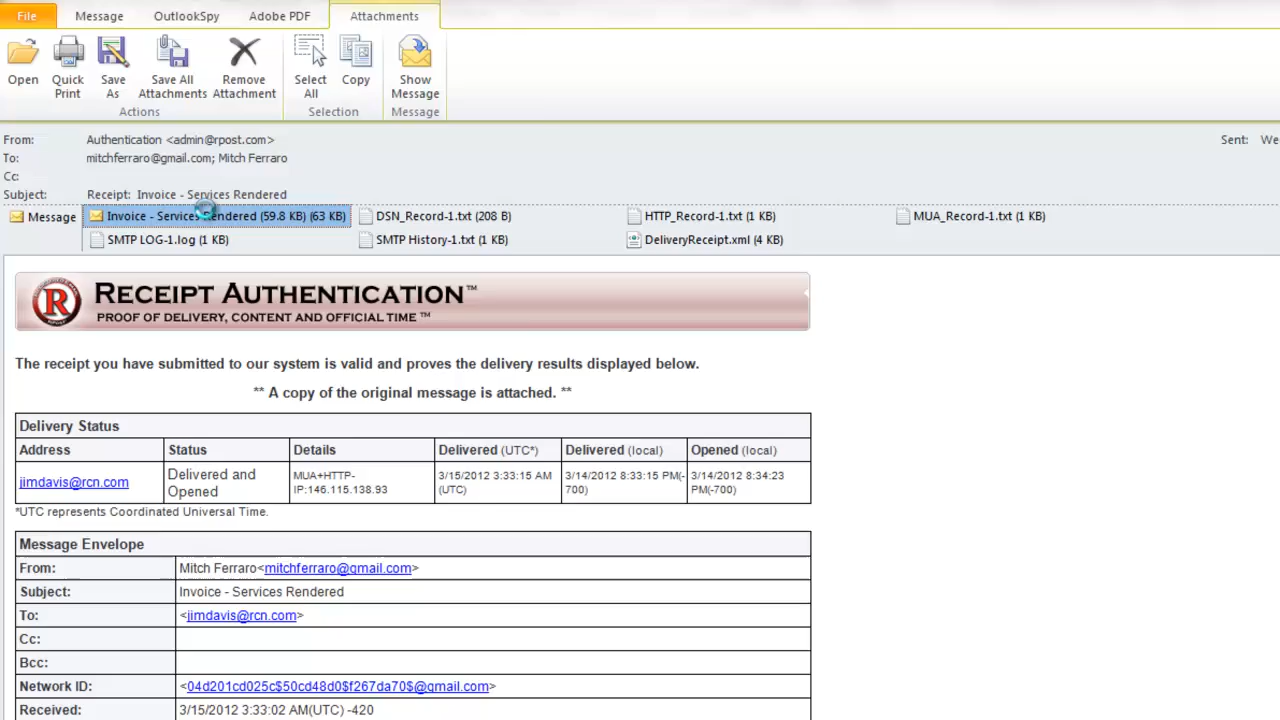 File Message OutlookSpy Adobe PDF Attachments
Open Quick Print Save As Save All Attachments Remove Attachment Select All Copy Show Message
Actions Selection Message
From: Authentication <admin@rpost.com> Sent: We
To: mitchferraro@gmail.com; Mitch Ferraro
Cc:
Subject: Receipt: Invoice - Services Rendered
Message Invoice - Services Rendered (59.8 KB) (63 KB) DSN_Record-1.txt (208 B) HTTP_Record-1.txt (1 KB) MUA_Record-1.txt (1 KB)
SMTP LOG-1.log (1 KB) SMTP History-1.txt (1 KB) DeliveryReceipt.xml (4 KB)
R RECEIPT AUTHENTICATION™
PROOF OF DELIVERY, CONTENT AND OFFICIAL TIME ™
The receipt you have submitted to our system is valid and proves the delivery results displayed below.
** A copy of the original message is attached. **
Delivery Status
Address Status Details Delivered (UTC*) Delivered (local) Opened (local)
jimdavis@rcn.com Delivered and Opened MUA+HTTP-IP:146.115.138.93 3/15/2012 3:33:15 AM (UTC) 3/14/2012 8:33:15 PM(-700) 3/14/2012 8:34:23 PM(-700)
*UTC represents Coordinated Universal Time.
Message Envelope
From: Mitch Ferraro<mitchferraro@gmail.com>
Subject: Invoice - Services Rendered
To: <jimdavis@rcn.com>
Cc:
Bcc:
Network ID: <04d201cd025c$50cd48d0$f267da70$@gmail.com>
Received: 3/15/2012 3:33:02 AM(UTC) -420